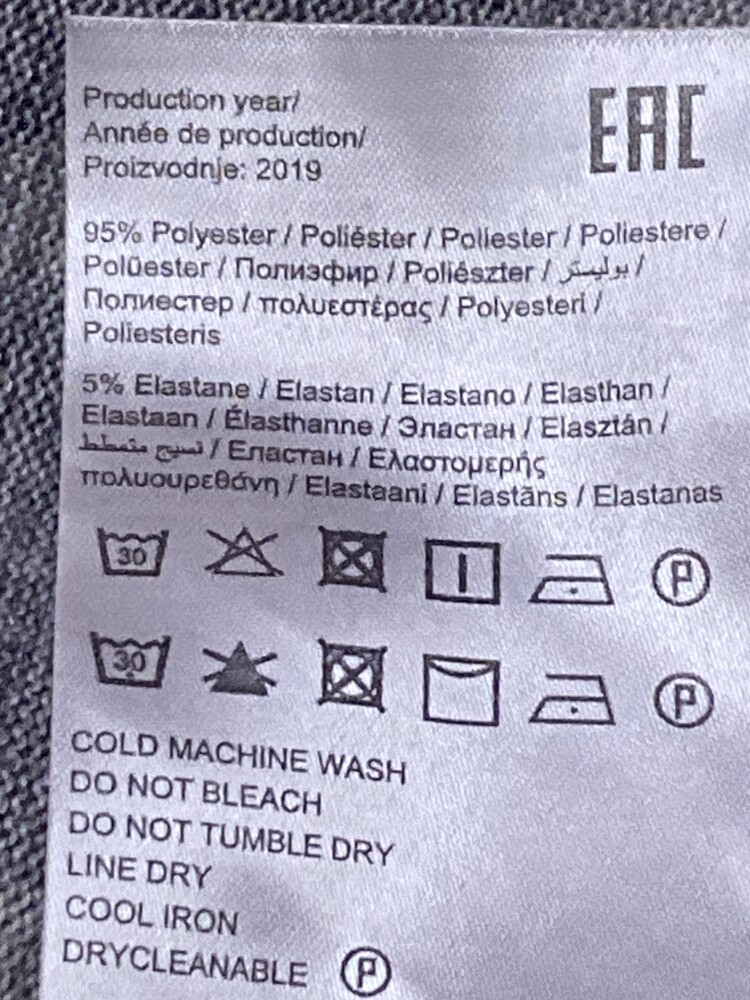 Production year/
Année de production/
Proizvodnje: 2019
EAC
95% Polyester / Poliéster / Poliester / Poliestere /
Polüester / Полиэфир / Poliészter / بوليستر /
Полиестер / πολυεστέρας / Polyesteri /
Poliesteris
5% Elastane / Elastan / Elastano / Elasthan /
Elastaan / Élasthanne / Эластан / Elasztán /
نسيج متمطط / Еластан / Ελαστομερής
πολυουρεθάνη / Elastaani / Elastāns / Elastanas
30 P
30 P
COLD MACHINE WASH
DO NOT BLEACH
DO NOT TUMBLE DRY
LINE DRY
COOL IRON
DRYCLEANABLE P